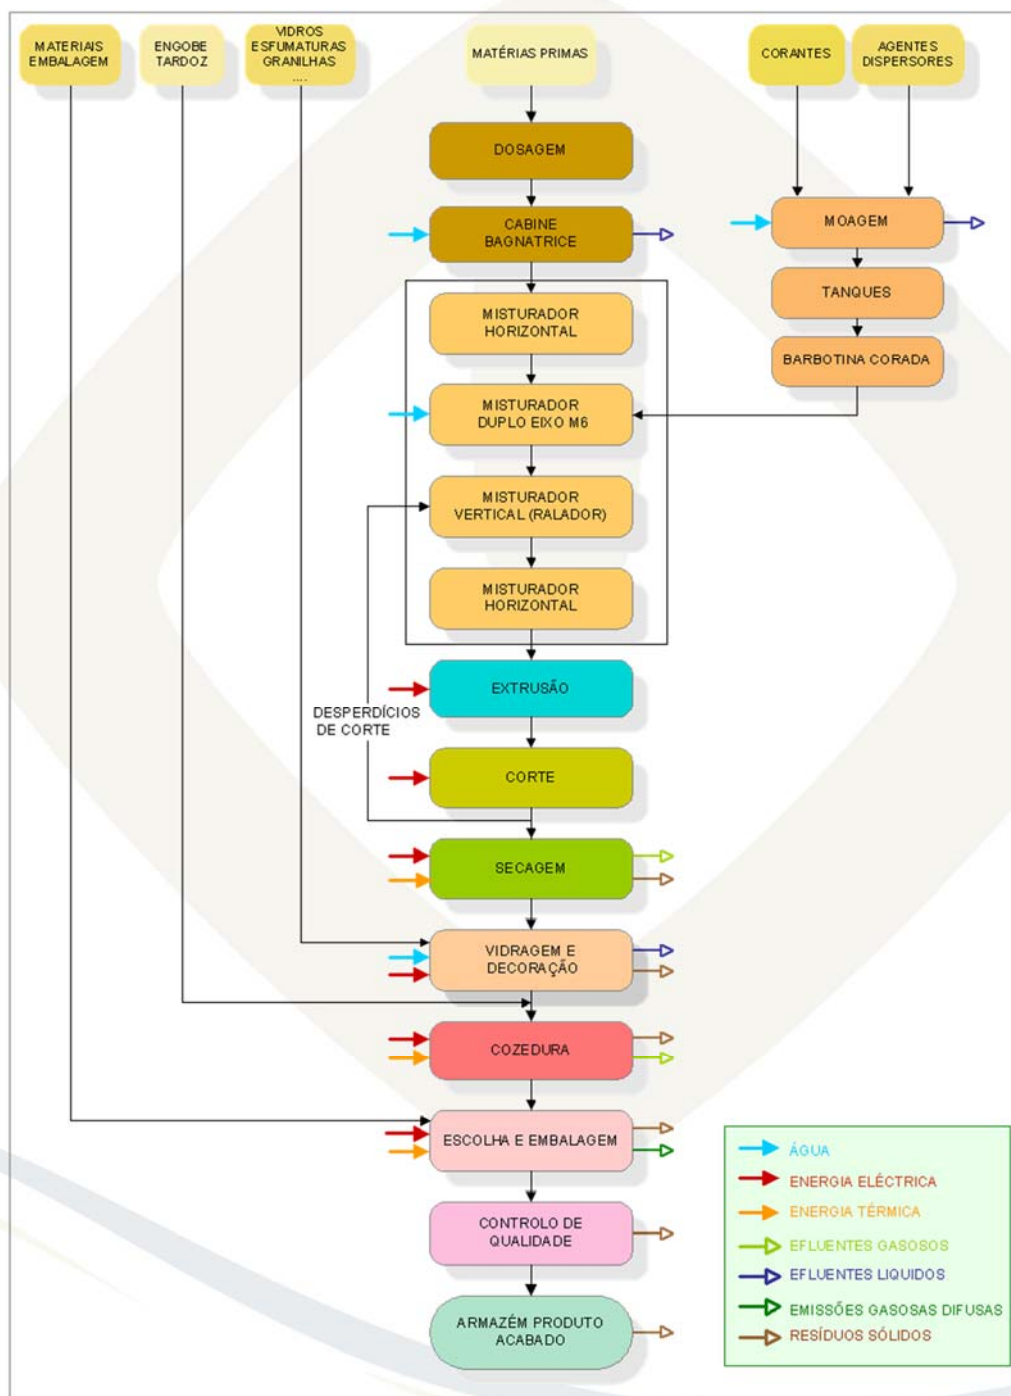 MATERIAIS
EMBALAGEM
ENGOBE
TARDOZ
VIDROS
ESFUMATURAS
GRANILHAS
....
MATÉRIAS PRIMAS
CORANTES
AGENTES
DISPERSORES
DOSAGEM
CABINE
BAGNATRICE
MOAGEM
TANQUES
BARBOTINA CORADA
MISTURADOR
HORIZONTAL
MISTURADOR
DUPLO EIXO M6
MISTURADOR
VERTICAL (RALADOR)
MISTURADOR
HORIZONTAL
EXTRUSÃO
DESPERDÍCIOS
DE CORTE
CORTE
SECAGEM
VIDRAGEM E
DECORAÇÃO
COZEDURA
ESCOLHA E EMBALAGEM
CONTROLO DE
QUALIDADE
ARMAZÉM PRODUTO
ACABADO
ÁGUA
ENERGIA ELÉCTRICA
ENERGIA TÉRMICA
EFLUENTES GASOSOS
EFLUENTES LIQUIDOS
EMISSÕES GASOSAS DIFUSAS
RESÍDUOS SÓLIDOS